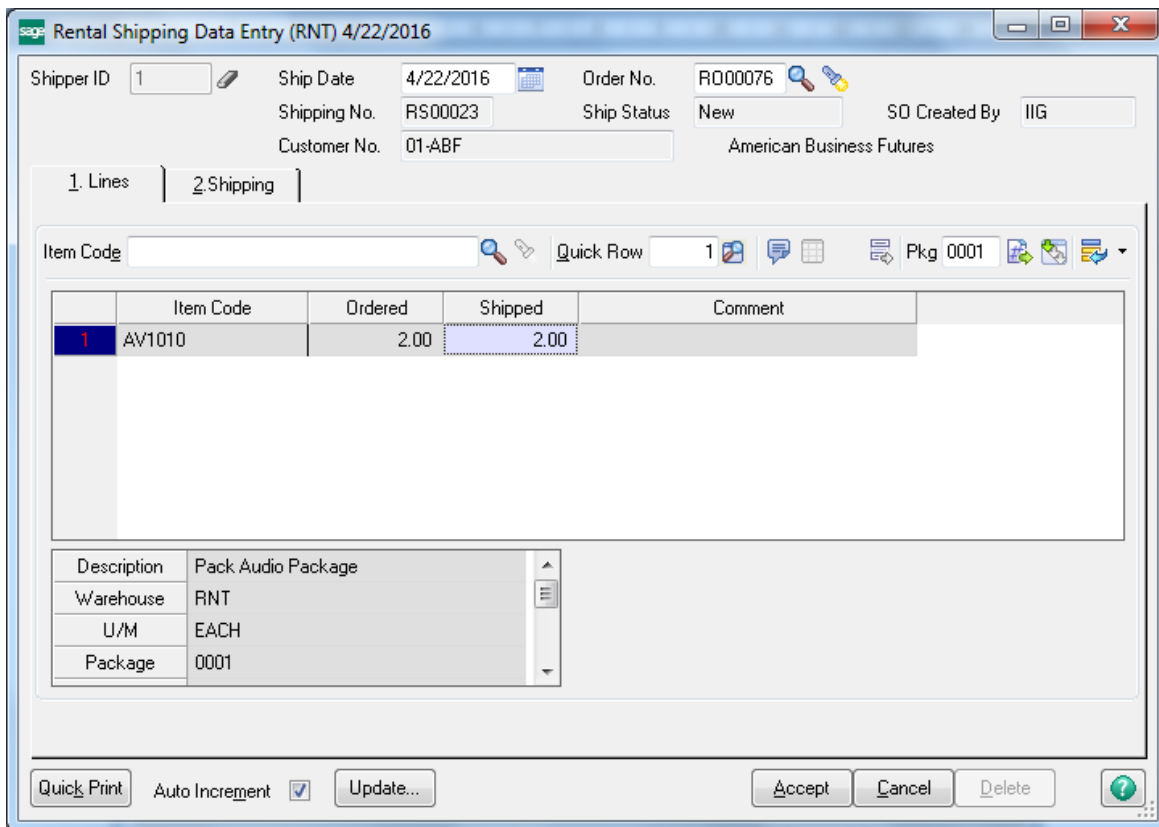 sage Rental Shipping Data Entry (RNT) 4/22/2016
Shipper ID 1 Ship Date 4/22/2016 Order No. RO00076
Shipping No. RS00023 Ship Status New SO Created By IIG
Customer No. 01-ABF American Business Futures
1. Lines 2.Shipping
Item Code Quick Row 1 Pkg 0001
Item Code Ordered Shipped Comment
1 AV1010 2.00 2.00
Description Pack Audio Package
Warehouse RNT
U/M EACH
Package 0001
Quick Print Auto Increment Update... Accept Cancel Delete